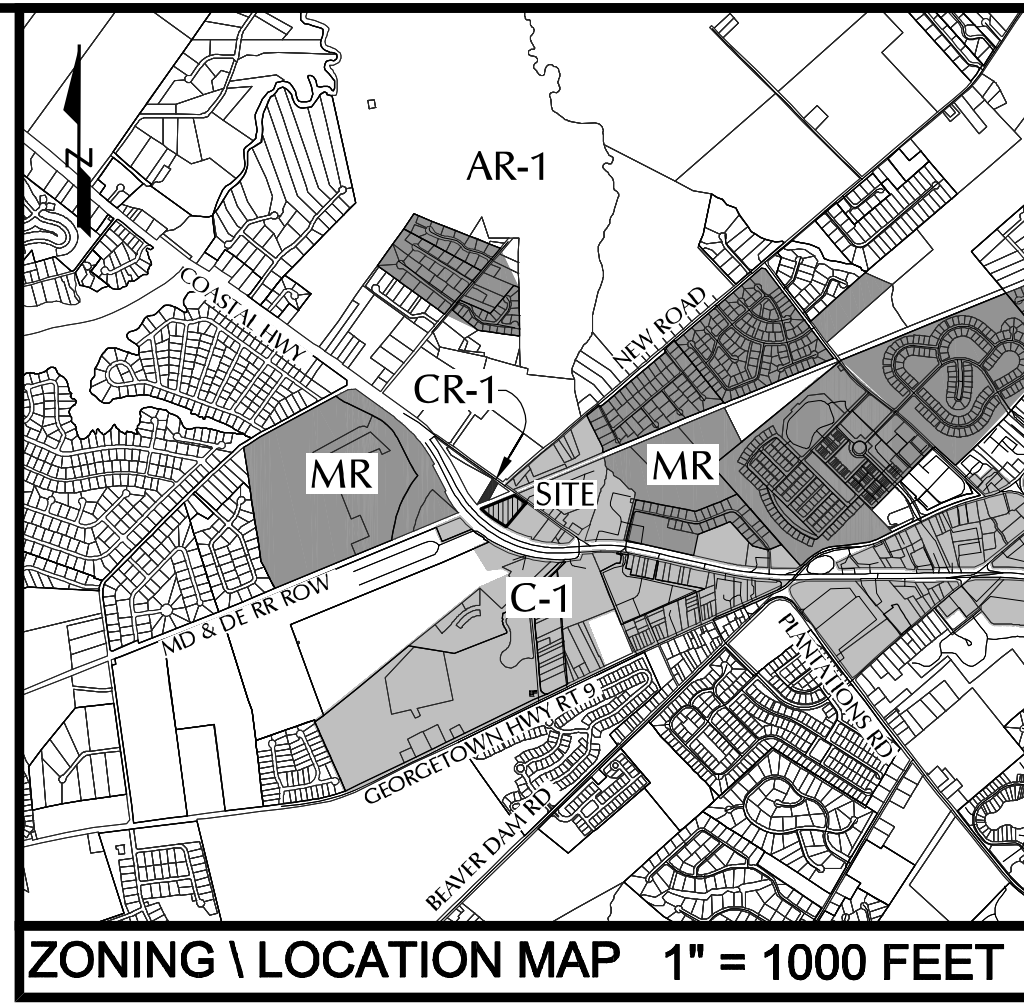 N
AR-1
COASTAL HWY 1
NEW ROAD
CR-1
MR
MR
SITE
C-1
MD & DE RR ROW
PLANTATIONS RD
GEORGETOWN HWY RT 9
BEAVER DAM RD
ZONING \ LOCATION MAP 1" = 1000 FEET